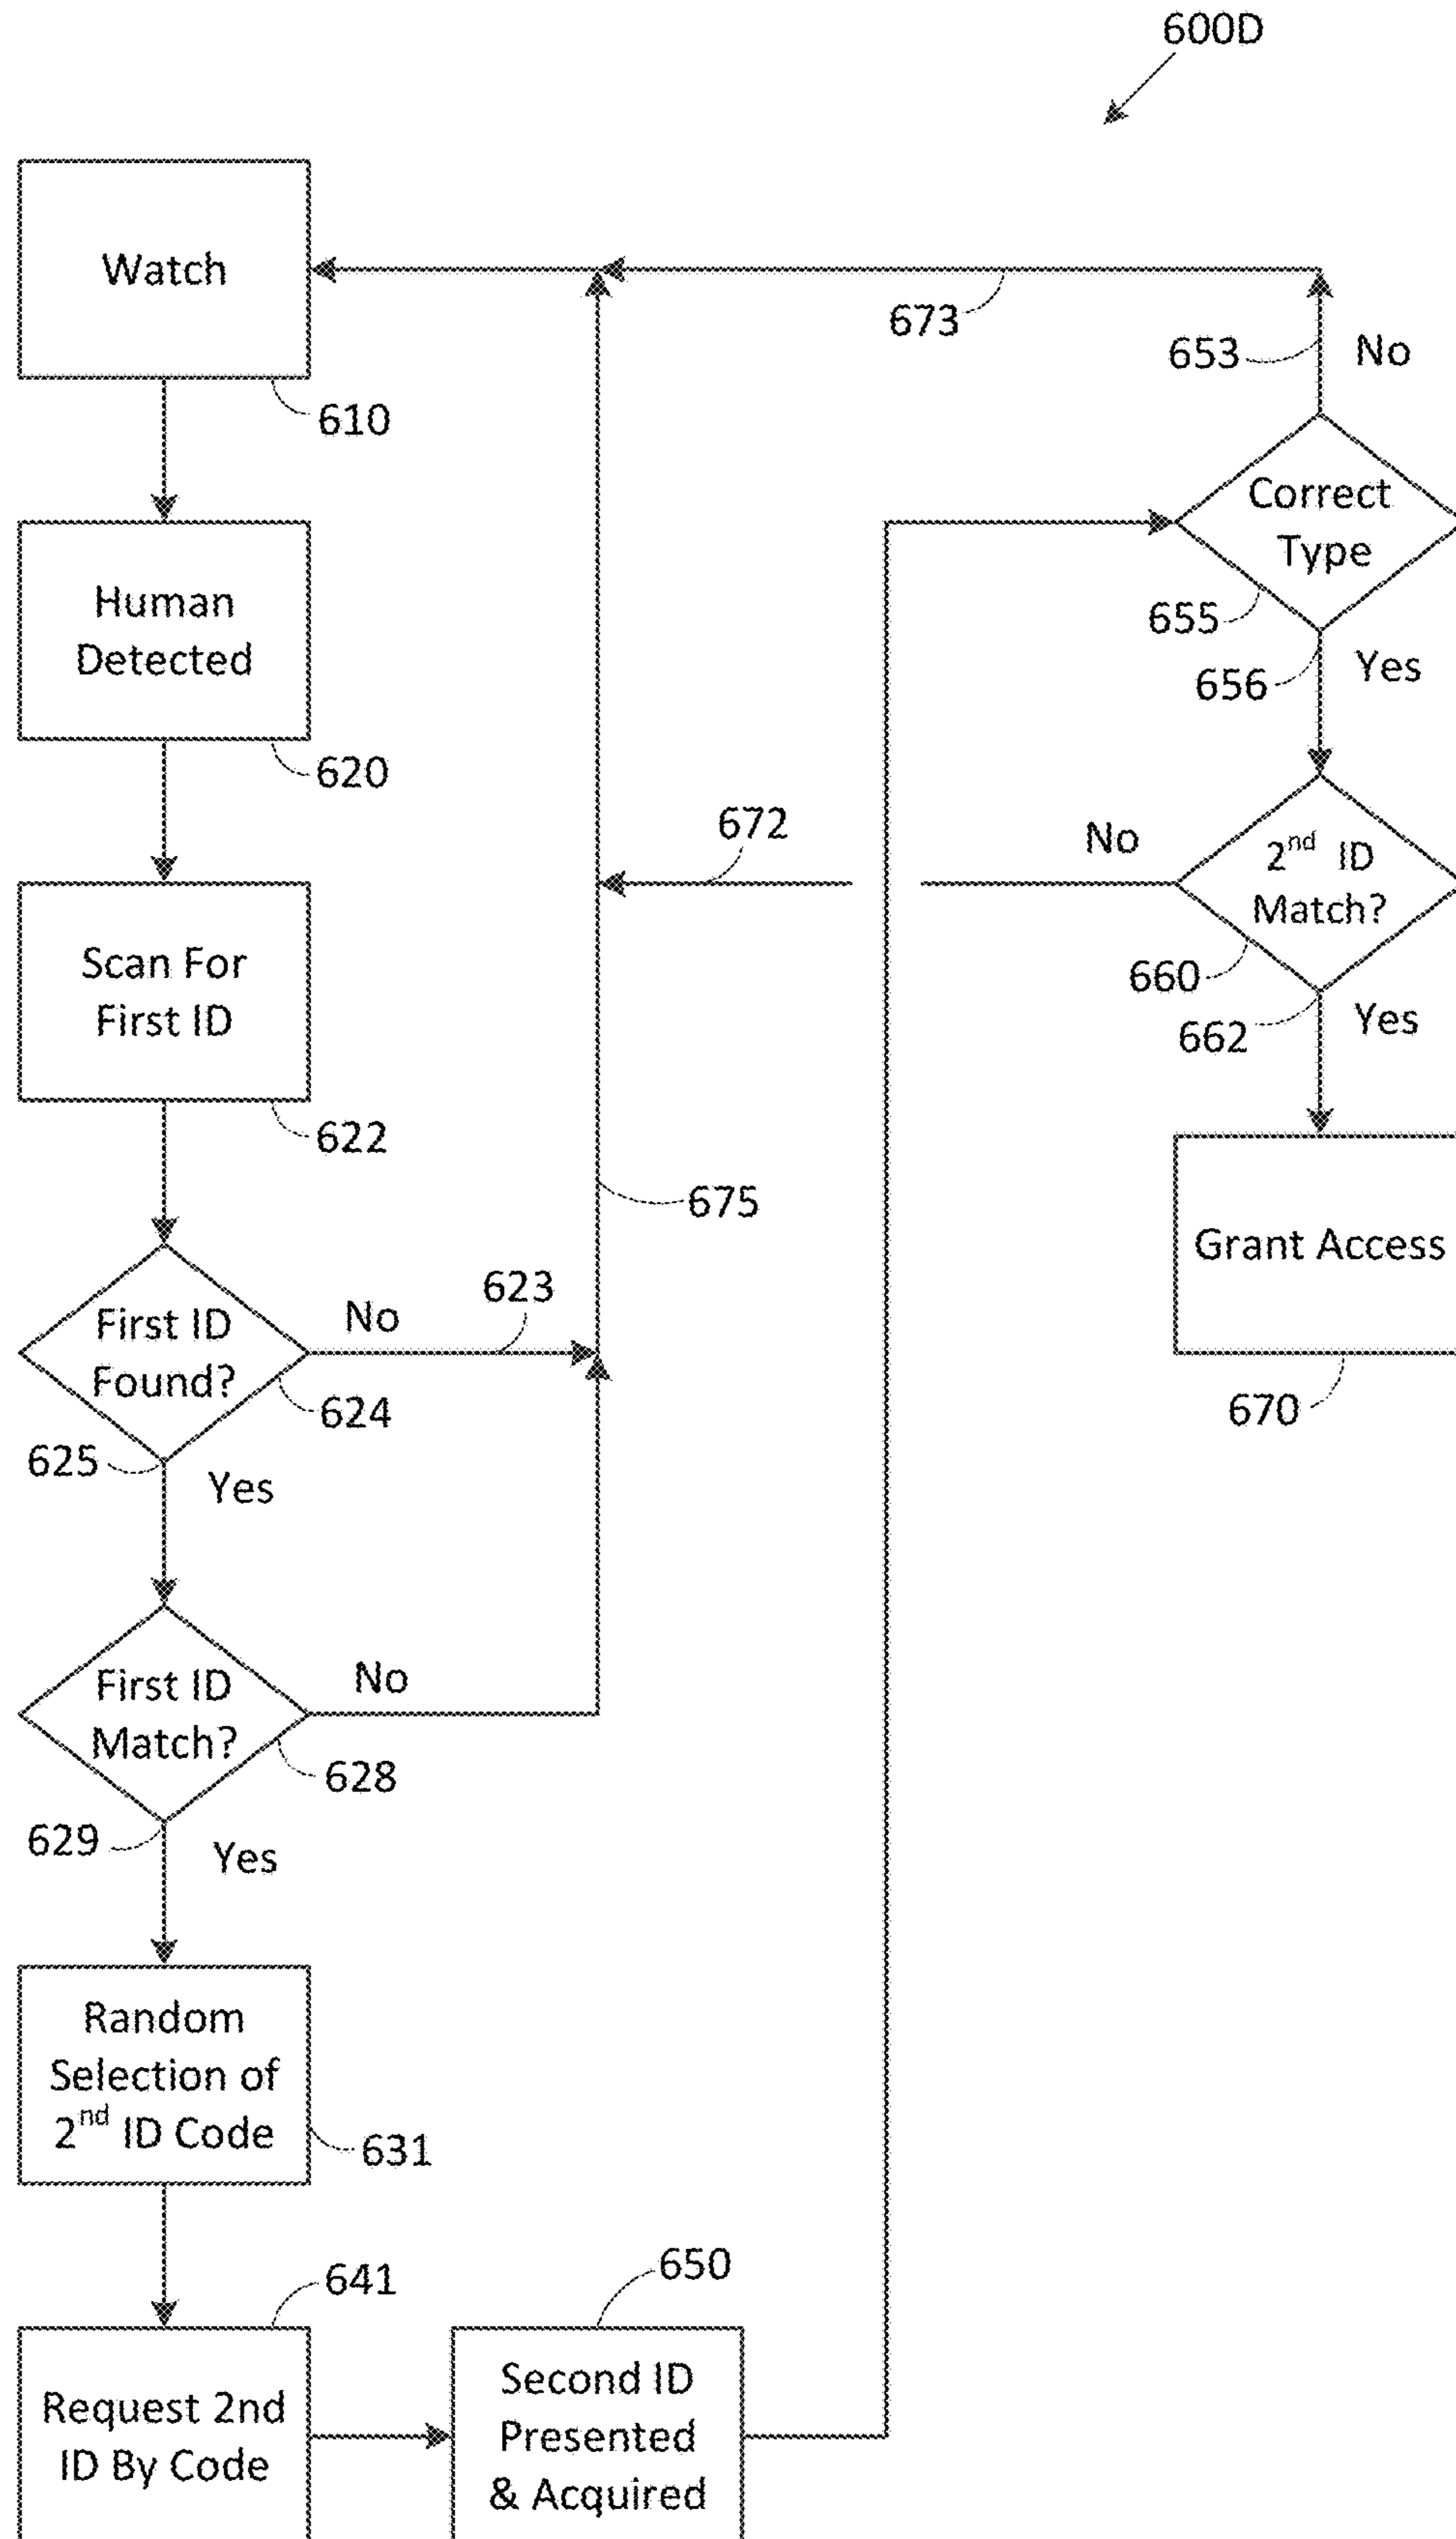 600D
Watch
610
Human
Detected
620
Scan For
First ID
622
First ID
Found?
624
No
623
625
Yes
First ID
Match?
628
No
629
Yes
Random
Selection of
2nd ID Code
631
641
Request 2nd
ID By Code
650
Second ID
Presented
& Acquired
675
672
673
653
No
Correct
Type
655
656
Yes
No
2nd ID
Match?
660
662
Yes
Grant Access
670